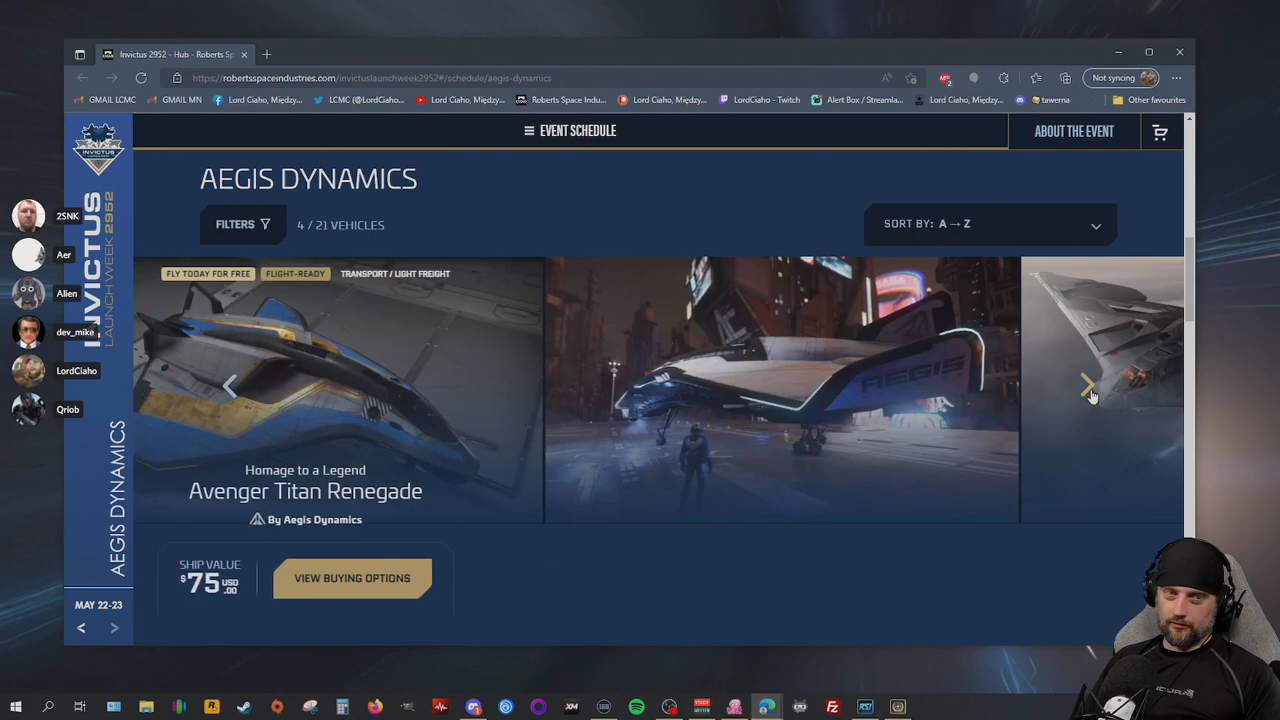 Invictus 2952 - Hub - Roberts Sp
Not syncing
https://robertsspaceindustries.com/invictuslaunchweek2952#/schedule/aegis-dynamics
GMAIL LCMC
GMAIL MN
Lord Ciaho, Między...
LCMC (@LordCiaho...
Lord Ciaho, Między...
Roberts Space Indu...
Lord Ciaho, Między...
LordCiaho - Twitch
Alert Box / Streamla...
Lord Ciaho, Między...
tawerna
Other favourites
INVICTUS
EVENT SCHEDULE
ABOUT THE EVENT
INVICTUS
LAUNCH WEEK 2952
AEGIS DYNAMICS
FILTERS
4 / 21 VEHICLES
SORT BY: A → Z
2SNK
Aer
Alien
dev_mike
LordCiaho
Qriob
FLY TODAY FOR FREE
FLIGHT-READY
TRANSPORT / LIGHT FREIGHT
AEGIS
Homage to a Legend
Avenger Titan Renegade
By Aegis Dynamics
AEGIS DYNAMICS
SHIP VALUE
$75 USD .00
VIEW BUYING OPTIONS
MAY 22-23
< >